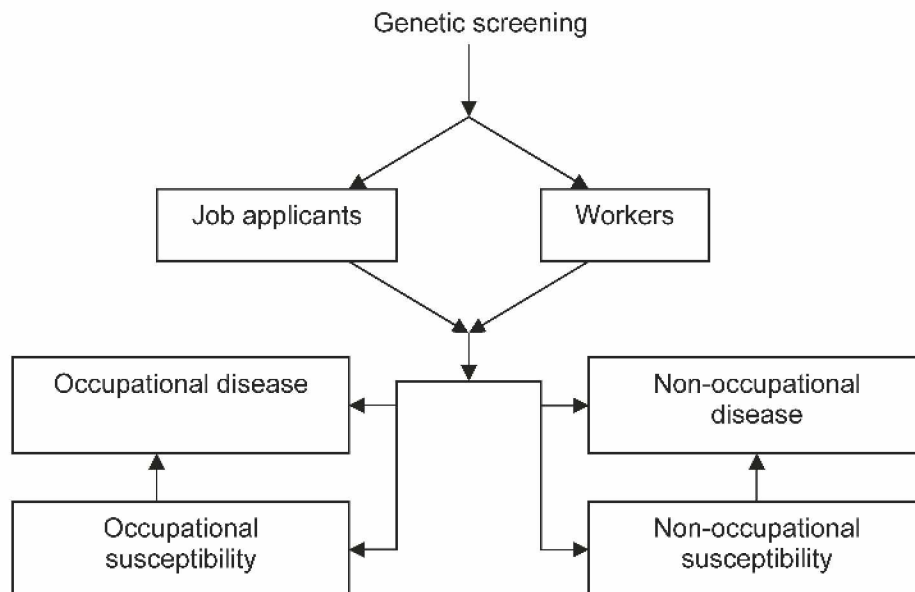 Genetic screening
Job applicants
Workers
Occupational disease
Non-occupational
disease
Occupational
susceptibility
Non-occupational
susceptibility